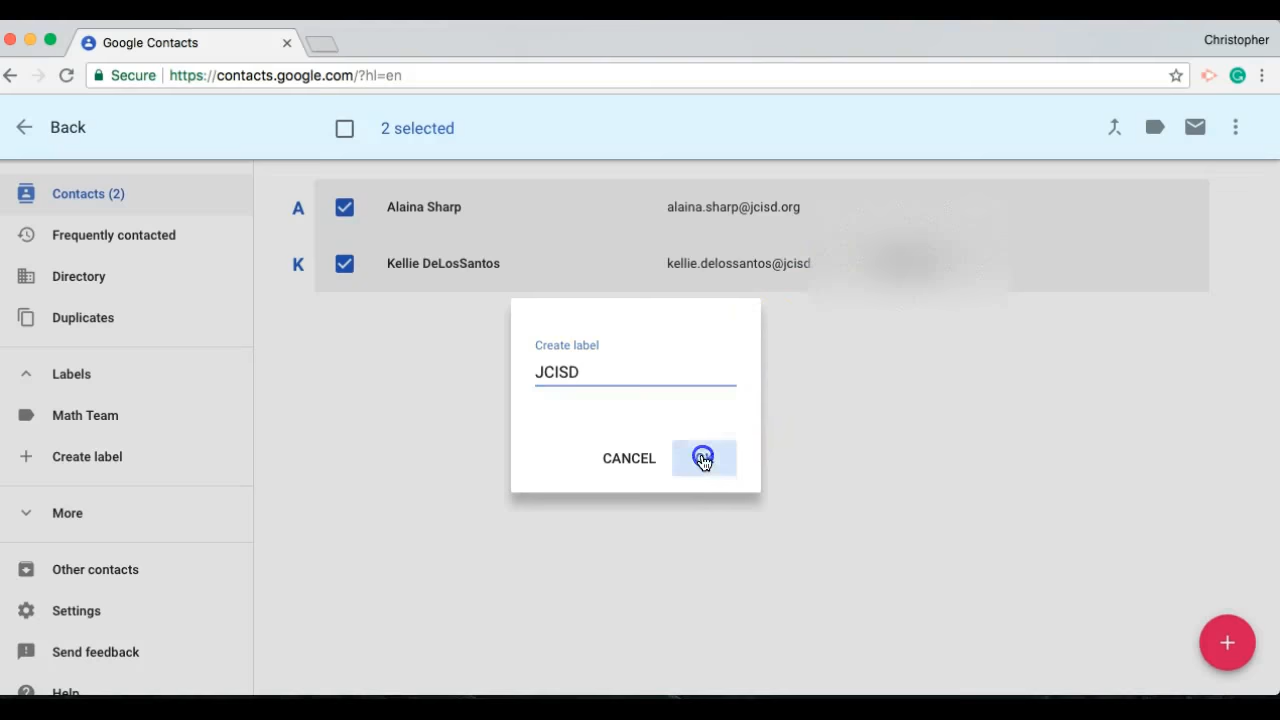 Google Contacts
Christopher
Secure
https://contacts.google.com/?hl=en
Back
2 selected
Contacts (2)
A
Alaina Sharp
alaina.sharp@jcisd.org
Frequently contacted
K
Kellie DeLosSantos
kellie.delossantos@jcisd
Directory
Duplicates
Create label
JCISD
Labels
Math Team
Create label
CANCEL
More
Other contacts
Settings
Send feedback
Help